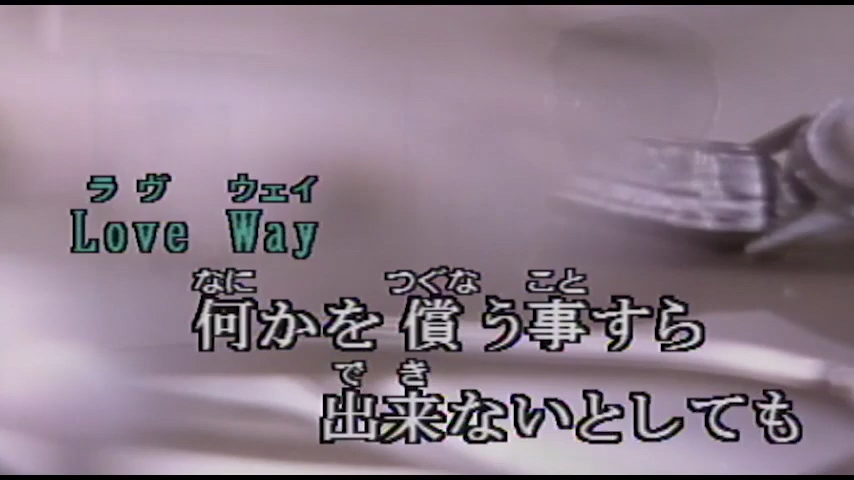 ラヴ ウェイ
Love Way
なに つぐな こと
何かを償う事すら
でき
出来ないとしても